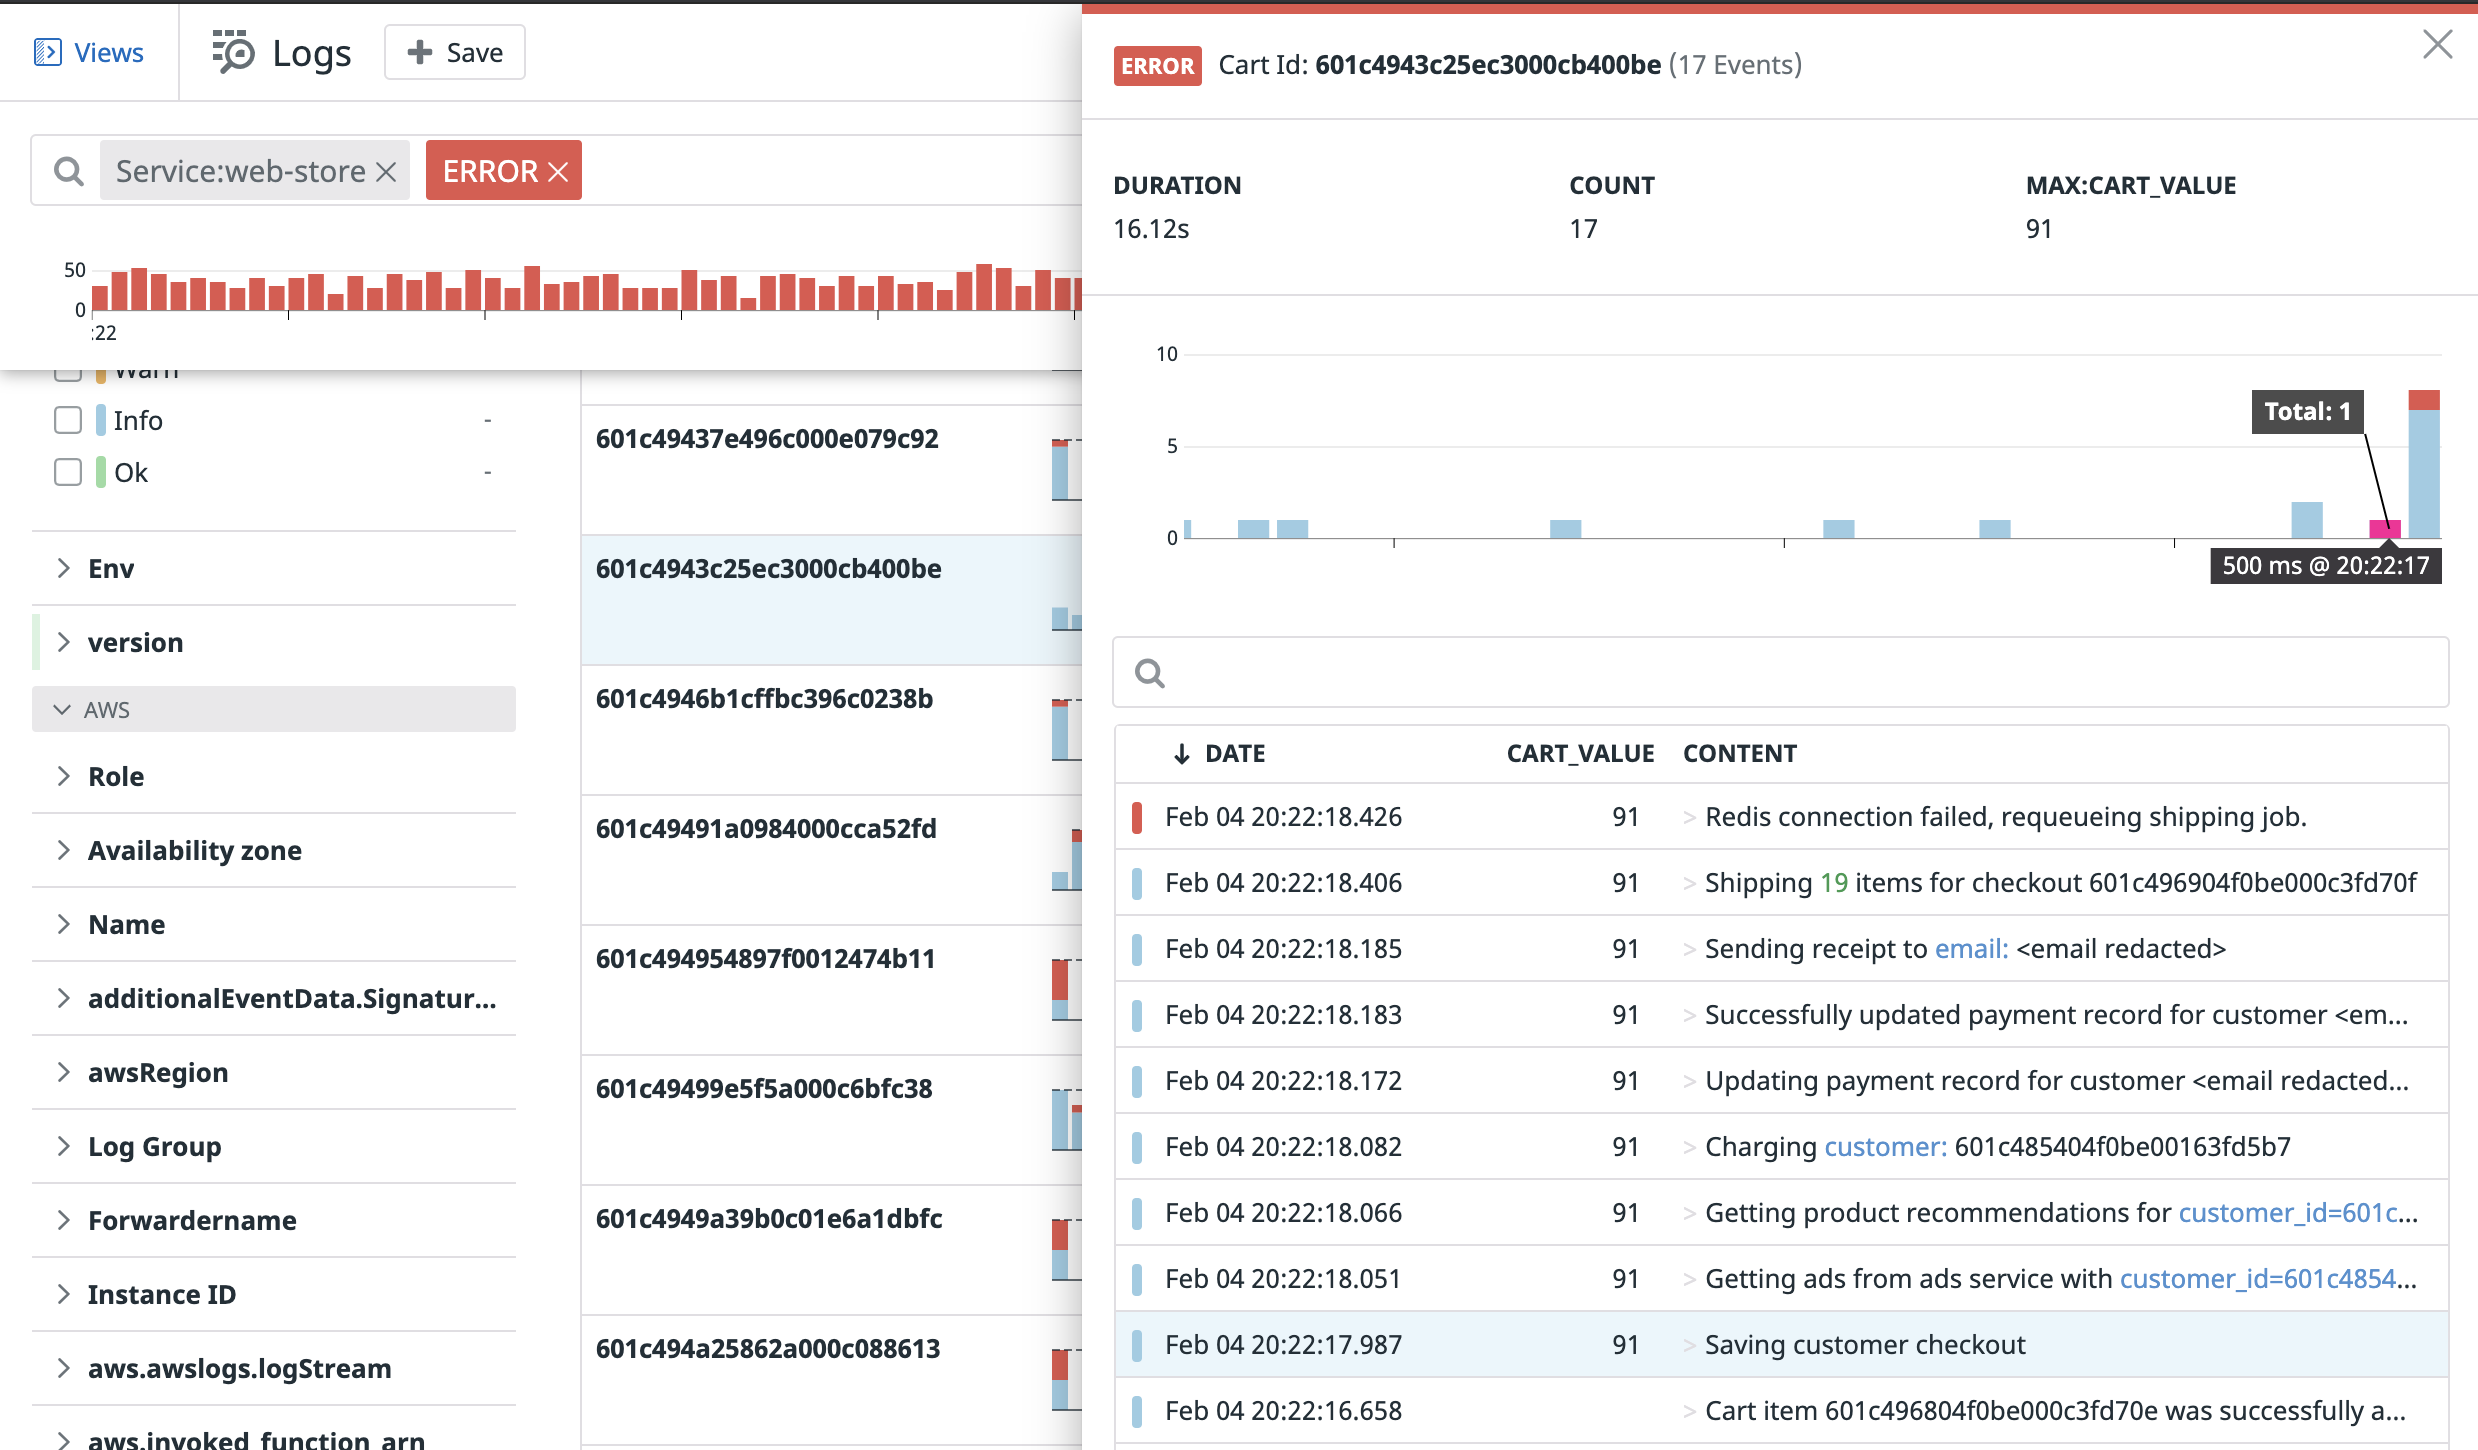 Views
Logs
Save
Service:web-store
ERROR
50
0
:22
Warn
Info -
Ok -
Env
version
AWS
Role
Availability zone
Name
additionalEventData.Signatur...
awsRegion
Log Group
Forwardername
Instance ID
aws.awslogs.logStream
aws.invoked_function_arn
601c49437e496c000e079c92
601c4943c25ec3000cb400be
601c4946b1cffbc396c0238b
601c49491a0984000cca52fd
601c494954897f0012474b11
601c49499e5f5a000c6bfc38
601c4949a39b0c01e6a1dbfc
601c494a25862a000c088613
ERROR Cart Id: 601c4943c25ec3000cb400be (17 Events)
DURATION COUNT MAX:CART_VALUE
16.12s 17 91
10
5
0
Total: 1
500 ms @ 20:22:17
DATE CART_VALUE CONTENT
Feb 04 20:22:18.426 91 > Redis connection failed, requeueing shipping job.
Feb 04 20:22:18.406 91 > Shipping 19 items for checkout 601c496904f0be000c3fd70f
Feb 04 20:22:18.185 91 > Sending receipt to email: <email redacted>
Feb 04 20:22:18.183 91 > Successfully updated payment record for customer <em...
Feb 04 20:22:18.172 91 > Updating payment record for customer <email redacted...
Feb 04 20:22:18.082 91 > Charging customer: 601c485404f0be00163fd5b7
Feb 04 20:22:18.066 91 > Getting product recommendations for customer_id=601c...
Feb 04 20:22:18.051 91 > Getting ads from ads service with customer_id=601c4854...
Feb 04 20:22:17.987 91 > Saving customer checkout
Feb 04 20:22:16.658 > Cart item 601c496804f0be000c3fd70e was successfully a...